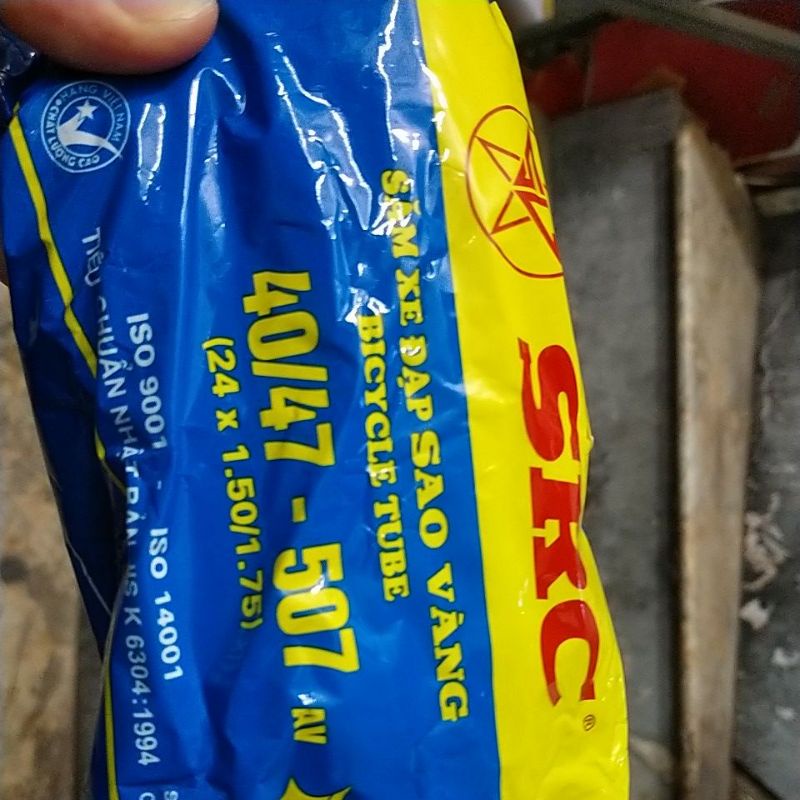 SRC®
SĂM XE ĐẠP SAO VÀNG
BICYCLE TUBE
40/47 - 507 AV
(24 x 1.50/1.75)
ISO 9001 - ISO 14001
TIÊU CHUẨN NHẬT BẢN JIS K 6304:1994
HÀNG VIỆT NAM
CHẤT LƯỢNG CAO